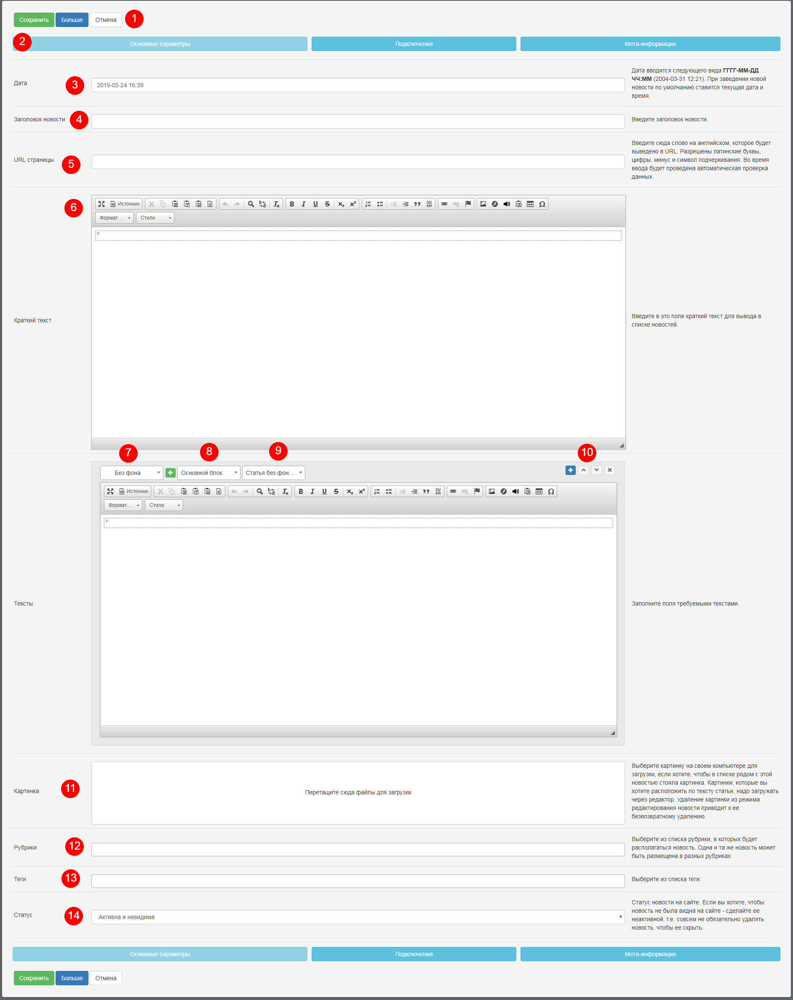 Сохранить Больше Отмена 1
2 Основные параметры Подключения Мета-информация
Дата 3 2019-05-24 16:39
Дата вводится следующего вида ГГГГ-ММ-ДД
ЧЧ:ММ (2004-03-31 12:21). При заведении новой
новости по умолчанию ставится текущая дата и
время.
Заголовок новости 4 Введите заголовок новости.
URL страницы 5
Введите сюда слово на английском, которое будет
выведено в URL. Разрешены латинские буквы,
цифры, минус и символ подчеркивания. Во время
ввода будет проведена автоматическая проверка
данных.
6 Источник
Формат... Стили
P
Краткий текст
Введите в это поле краткий текст для вывода в
списке новостей.
7 8 9 10
Без фона Основной блок Статья без фон...
Источник
Формат... Стили
P
Тексты Заполните поля требуемыми текстами.
Картинка 11 Перетащите сюда файлы для загрузки
Выберите картинку на своем компьютере для
загрузки, если хотите, чтобы в списке рядом с этой
новостью стояла картинка. Картинки, которые вы
хотите расположить по тексту статьи, надо загружать
через редактор. Удаление картинки из режима
редактирования новости приводит к ее
безвозвратному удалению.
Рубрики 12
Выберите из списка рубрики, в которых будет
располагаться новость. Одна и та же новость может
быть размещена в разных рубриках.
Теги 13 Выберите из списка теги.
Статус 14 Активна и невидима
Статус новости на сайте. Если вы хотите, чтобы
новость не была видна на сайте - сделайте ее
неактивной, т.е. совсем не обязательно удалять
новость, чтобы ее скрыть.
Основные параметры Подключения Мета-информация
Сохранить Больше Отмена